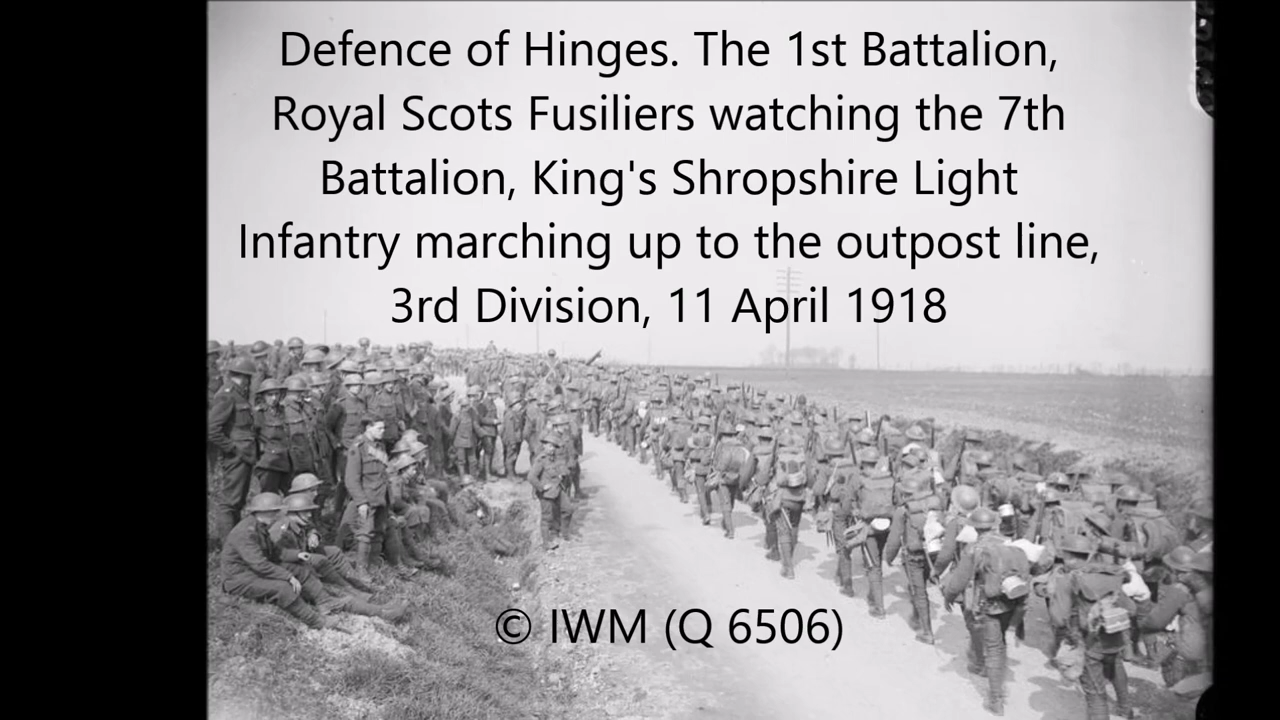 Defence of Hinges. The 1st Battalion,
Royal Scots Fusiliers watching the 7th
Battalion, King's Shropshire Light
Infantry marching up to the outpost line,
3rd Division, 11 April 1918
© IWM (Q 6506)